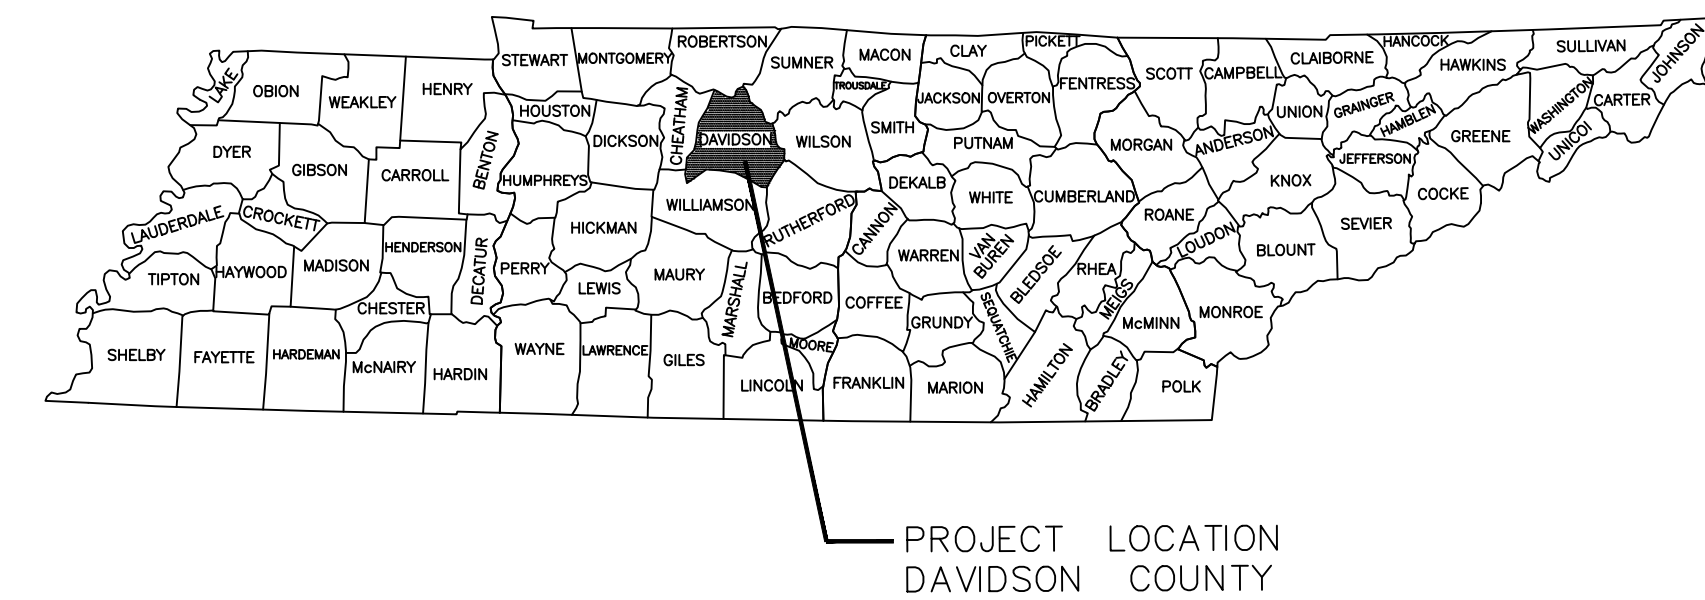 LAKE
OBION
WEAKLEY
HENRY
STEWART
MONTGOMERY
ROBERTSON
SUMNER
MACON
TROUSDALE
CLAY
PICKETT
FENTRESS
SCOTT
CAMPBELL
CLAIBORNE
HANCOCK
HAWKINS
SULLIVAN
JOHNSON
CARTER
WASHINGTON
UNICOI
GREENE
HAMBLEN
GRAINGER
UNION
ANDERSON
MORGAN
OVERTON
JACKSON
PUTNAM
SMITH
WILSON
DAVIDSON
CHEATHAM
DICKSON
HOUSTON
HUMPHREYS
BENTON
CARROLL
GIBSON
DYER
LAUDERDALE
CROCKETT
HAYWOOD
MADISON
HENDERSON
DECATUR
PERRY
HICKMAN
WILLIAMSON
RUTHERFORD
CANNON
DEKALB
WHITE
CUMBERLAND
ROANE
LOUDON
KNOX
JEFFERSON
COCKE
SEVIER
BLOUNT
MONROE
McMINN
MEIGS
RHEA
BLEDSOE
VAN
BUREN
WARREN
COFFEE
BEDFORD
MARSHALL
MAURY
LEWIS
CHESTER
TIPTON
SHELBY
FAYETTE
HARDEMAN
McNAIRY
HARDIN
WAYNE
LAWRENCE
GILES
LINCOLN
MOORE
FRANKLIN
GRUNDY
SEQUATCHIE
MARION
HAMILTON
BRADLEY
POLK
PROJECT LOCATION
DAVIDSON COUNTY